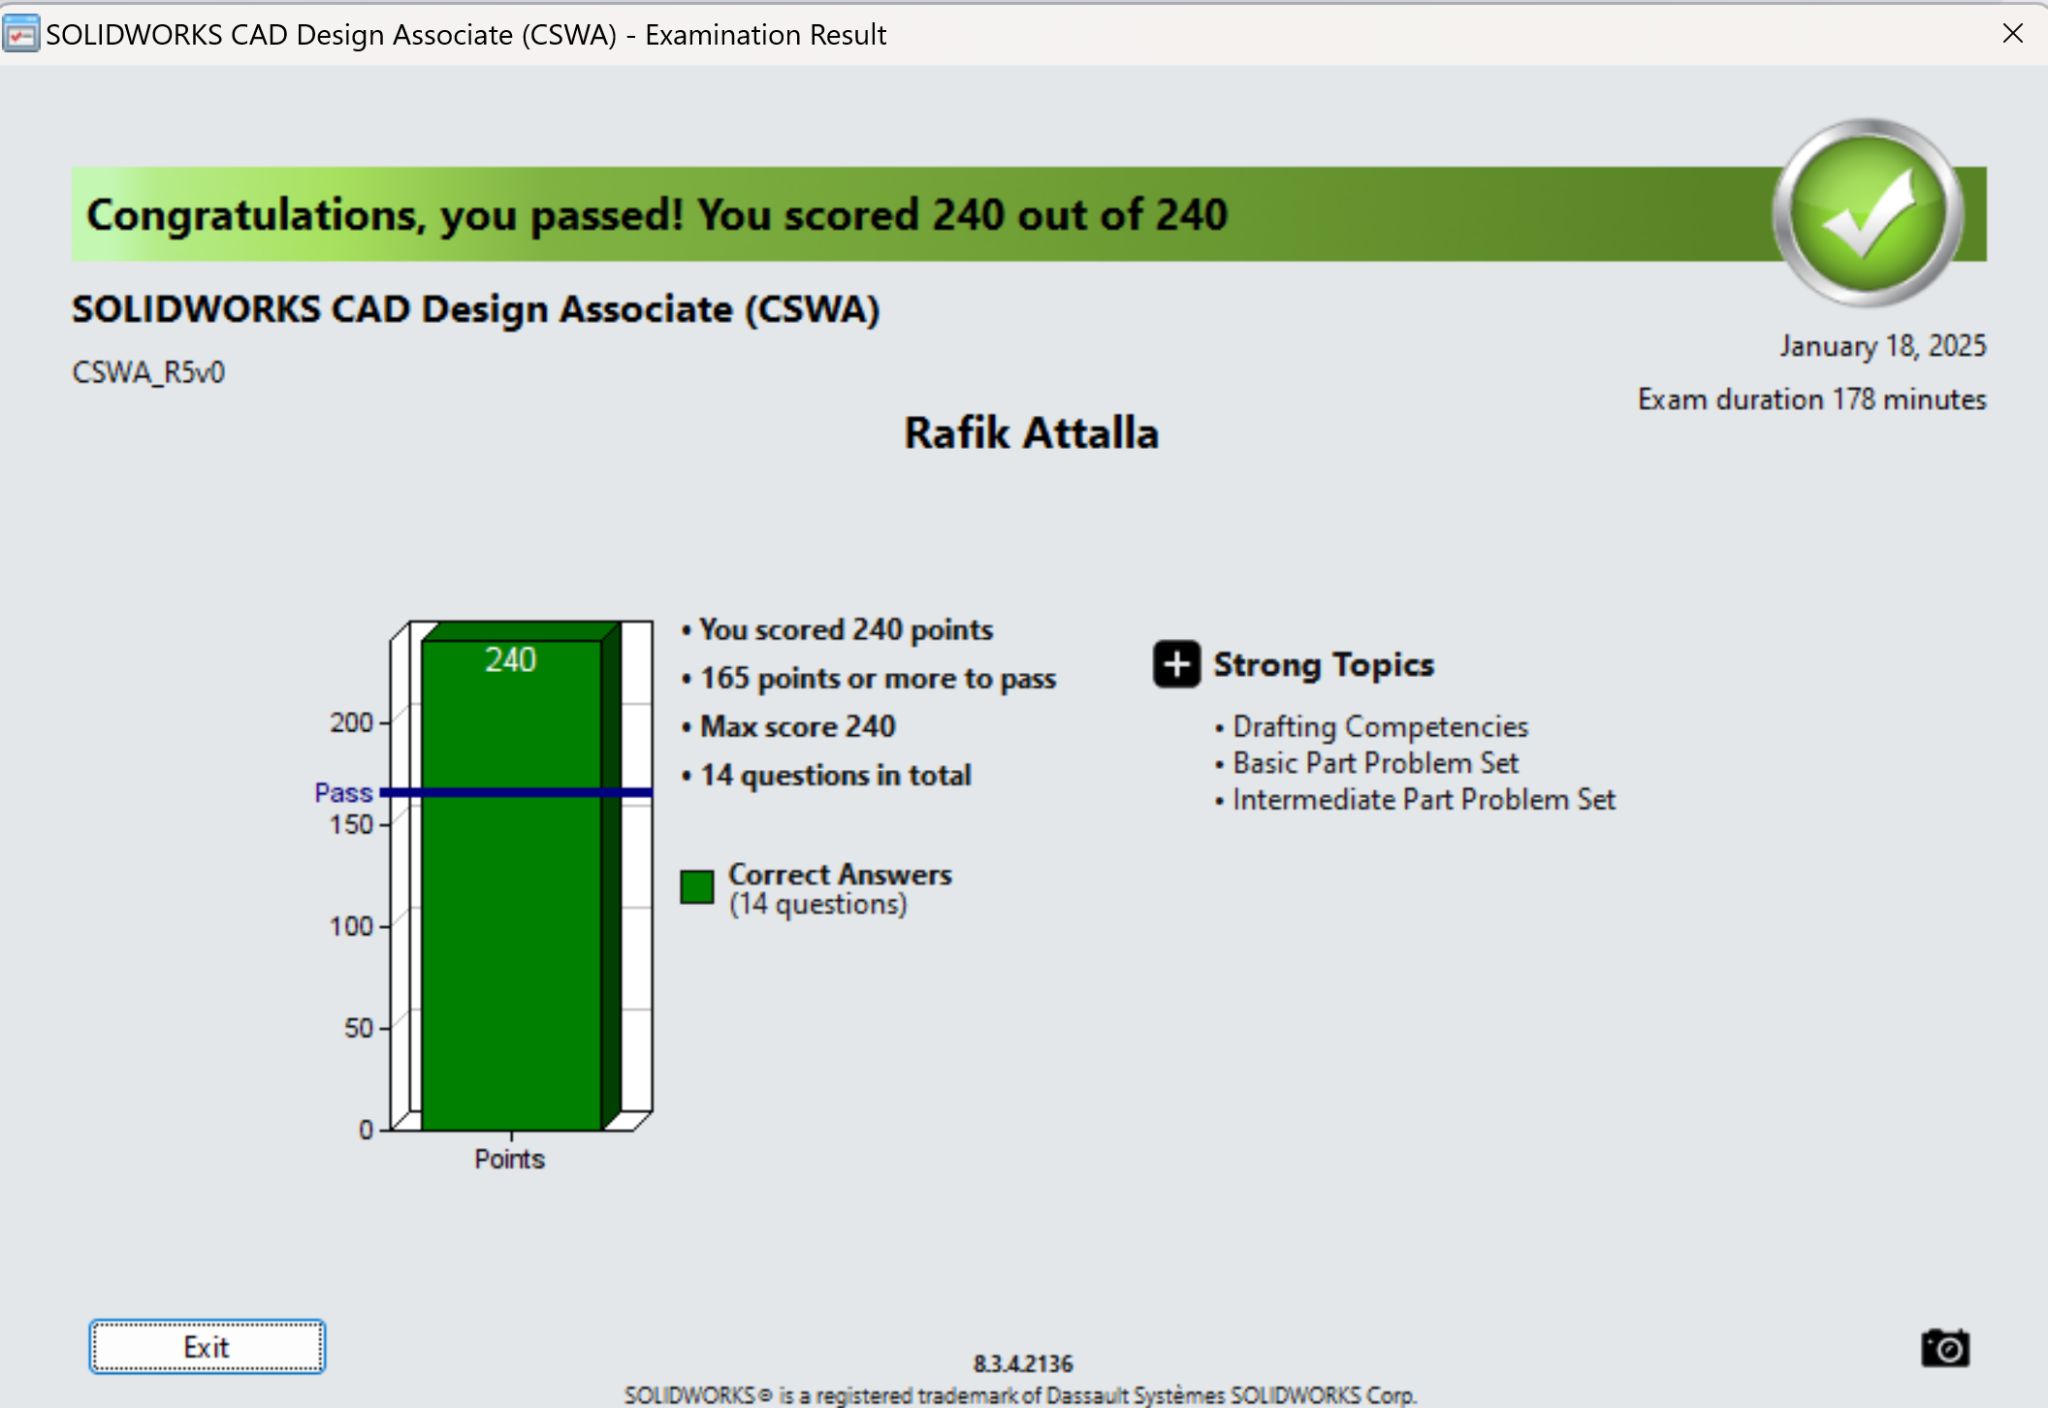 SOLIDWORKS CAD Design Associate (CSWA) - Examination Result
Congratulations, you passed! You scored 240 out of 240
SOLIDWORKS CAD Design Associate (CSWA)
January 18, 2025
CSWA_R5v0
Exam duration 178 minutes
Rafik Attalla
240
200
Pass
150
100
50
0
Points
• You scored 240 points
• 165 points or more to pass
• Max score 240
• 14 questions in total
Correct Answers
(14 questions)
Strong Topics
• Drafting Competencies
• Basic Part Problem Set
• Intermediate Part Problem Set
Exit
8.3.4.2136
SOLIDWORKS® is a registered trademark of Dassault Systèmes SOLIDWORKS Corp.